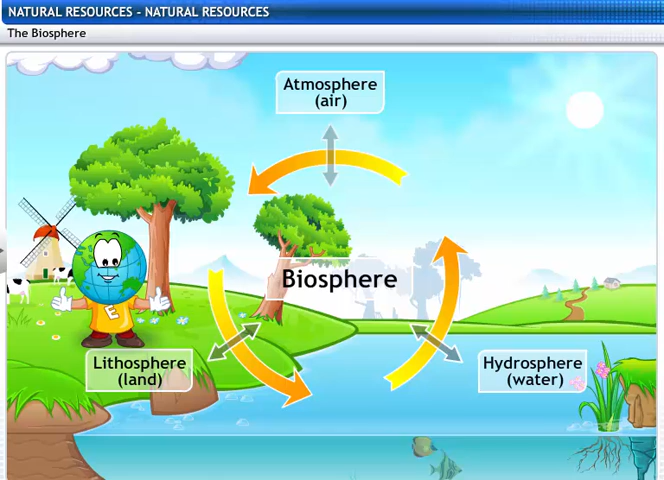 NATURAL RESOURCES - NATURAL RESOURCES
The Biosphere
Atmosphere
(air)
Biosphere
E
Lithosphere
(land)
Hydrosphere
(water)